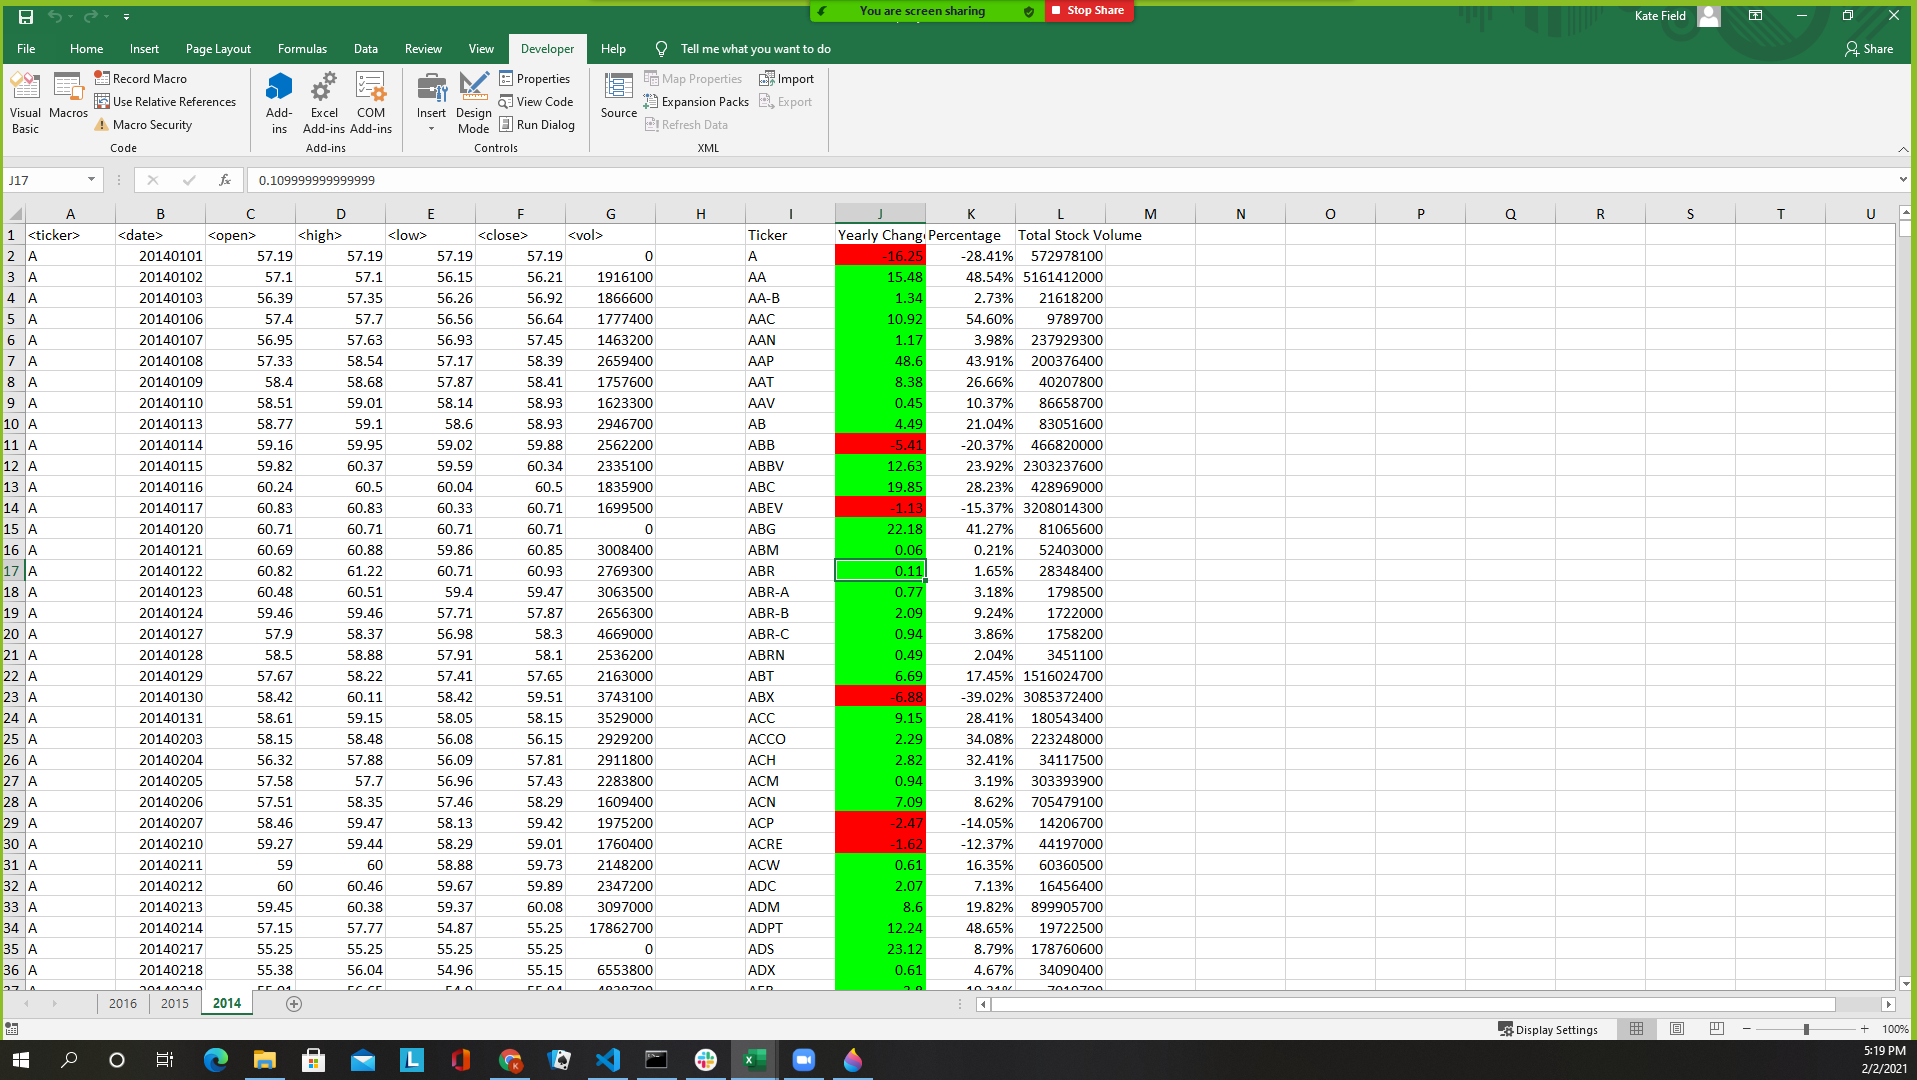 You are screen sharing Stop Share
Kate Field
File Home Insert Page Layout Formulas Data Review View Developer Help Tell me what you want to do Share
Visual Basic
Macros
Record Macro
Use Relative References
Macro Security
Code
Add-ins
Excel Add-ins
COM Add-ins
Add-ins
Insert
Design Mode
Properties
View Code
Run Dialog
Controls
Source
Map Properties
Expansion Packs
Refresh Data
Import
Export
XML
J17 fx 0.109999999999999
A B C D E F G H I J K L M N O P Q R S T U
1 <ticker> <date> <open> <high> <low> <close> <vol> Ticker Yearly Chang Percentage Total Stock Volume
2 A 20140101 57.19 57.19 57.19 57.19 0 A -16.25 -28.41% 572978100
3 A 20140102 57.1 57.1 56.15 56.21 1916100 AA 15.48 48.54% 5161412000
4 A 20140103 56.39 57.35 56.26 56.92 1866600 AA-B 1.34 2.73% 21618200
5 A 20140106 57.4 57.7 56.56 56.64 1777400 AAC 10.92 54.60% 9789700
6 A 20140107 56.95 57.63 56.93 57.45 1463200 AAN 1.17 3.98% 237929300
7 A 20140108 57.33 58.54 57.17 58.39 2659400 AAP 48.6 43.91% 200376400
8 A 20140109 58.4 58.68 57.87 58.41 1757600 AAT 8.38 26.66% 40207800
9 A 20140110 58.51 59.01 58.14 58.93 1623300 AAV 0.45 10.37% 86658700
10 A 20140113 58.77 59.1 58.6 58.93 2946700 AB 4.49 21.04% 83051600
11 A 20140114 59.16 59.95 59.02 59.88 2562200 ABB -5.41 -20.37% 466820000
12 A 20140115 59.82 60.37 59.59 60.34 2335100 ABBV 12.63 23.92% 2303237600
13 A 20140116 60.24 60.5 60.04 60.5 1835900 ABC 19.85 28.23% 428969000
14 A 20140117 60.83 60.83 60.33 60.71 1699500 ABEV -1.13 -15.37% 3208014300
15 A 20140120 60.71 60.71 60.71 60.71 0 ABG 22.18 41.27% 81065600
16 A 20140121 60.69 60.88 59.86 60.85 3008400 ABM 0.06 0.21% 52403000
17 A 20140122 60.82 61.22 60.71 60.93 2769300 ABR 0.11 1.65% 28348400
18 A 20140123 60.48 60.51 59.4 59.47 3063500 ABR-A 0.77 3.18% 1798500
19 A 20140124 59.46 59.46 57.71 57.87 2656300 ABR-B 2.09 9.24% 1722000
20 A 20140127 57.9 58.37 56.98 58.3 4669000 ABR-C 0.94 3.86% 1758200
21 A 20140128 58.5 58.88 57.91 58.1 2536200 ABRN 0.49 2.04% 3451100
22 A 20140129 57.67 58.22 57.41 57.65 2163000 ABT 6.69 17.45% 1516024700
23 A 20140130 58.42 60.11 58.42 59.51 3743100 ABX -6.88 -39.02% 3085372400
24 A 20140131 58.61 59.15 58.05 58.15 3529000 ACC 9.15 28.41% 180543400
25 A 20140203 58.15 58.48 56.08 56.15 2929200 ACCO 2.29 34.08% 223248000
26 A 20140204 56.32 57.88 56.09 57.81 2911800 ACH 2.82 32.41% 34117500
27 A 20140205 57.58 57.7 56.96 57.43 2283800 ACM 0.94 3.19% 303393900
28 A 20140206 57.51 58.35 57.46 58.29 1609400 ACN 7.09 8.62% 705479100
29 A 20140207 58.46 59.47 58.13 59.42 1975200 ACP -2.47 -14.05% 14206700
30 A 20140210 59.27 59.44 58.29 59.01 1760400 ACRE -1.62 -12.37% 44197000
31 A 20140211 59 60 58.88 59.73 2148200 ACW 0.61 16.35% 60360500
32 A 20140212 60 60.46 59.67 59.89 2347200 ADC 2.07 7.13% 16456400
33 A 20140213 59.45 60.38 59.37 60.08 3097000 ADM 8.6 19.82% 899905700
34 A 20140214 57.15 57.77 54.87 55.25 17862700 ADPT 12.24 48.65% 19722500
35 A 20140217 55.25 55.25 55.25 55.25 0 ADS 23.12 8.79% 178760600
36 A 20140218 55.38 56.04 54.96 55.15 6553800 ADX 0.61 4.67% 34090400
2016 2015 2014
Display Settings 100%
5:19 PM
2/2/2021